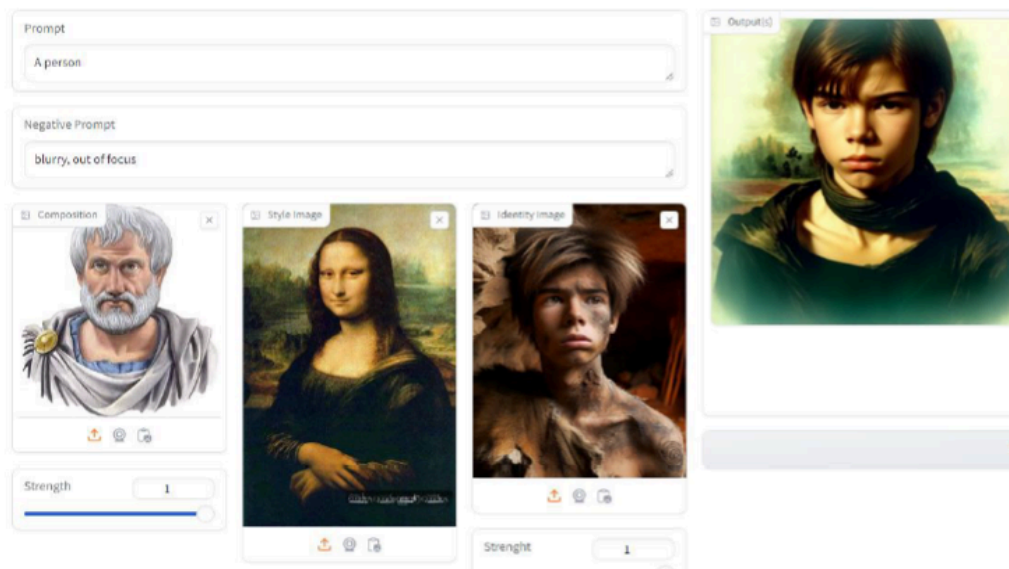 Prompt
A person
Negative Prompt
blurry, out of focus
Composition
Style Image
Identity Image
Output(s)
Strength
1
Strenght
1